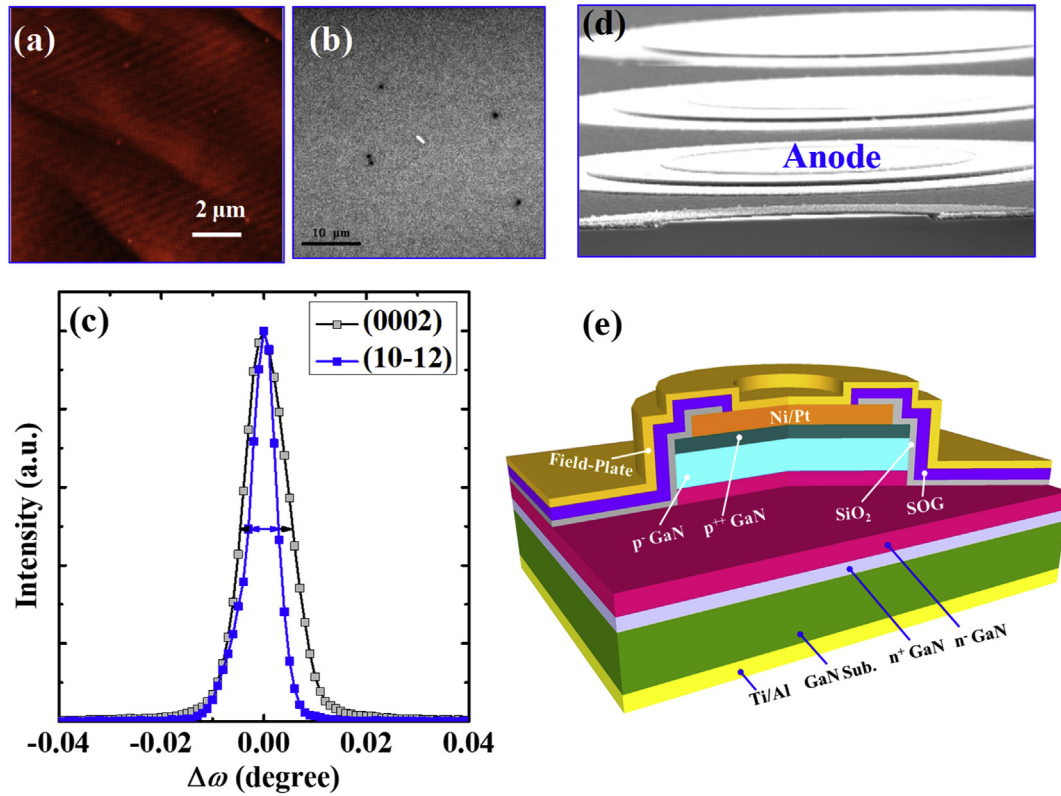 (a)
2 μm
(b)
10 μm
(d)
Anode
(c)
(0002)
(10-12)
Intensity (a.u.)
-0.04 -0.02 0.00 0.02 0.04
Δω (degree)
(e)
Ni/Pt
Field-Plate
p⁻ GaN
p⁺⁺ GaN
SiO₂
SOG
Ti/Al
GaN Sub.
n⁺ GaN
n⁻ GaN